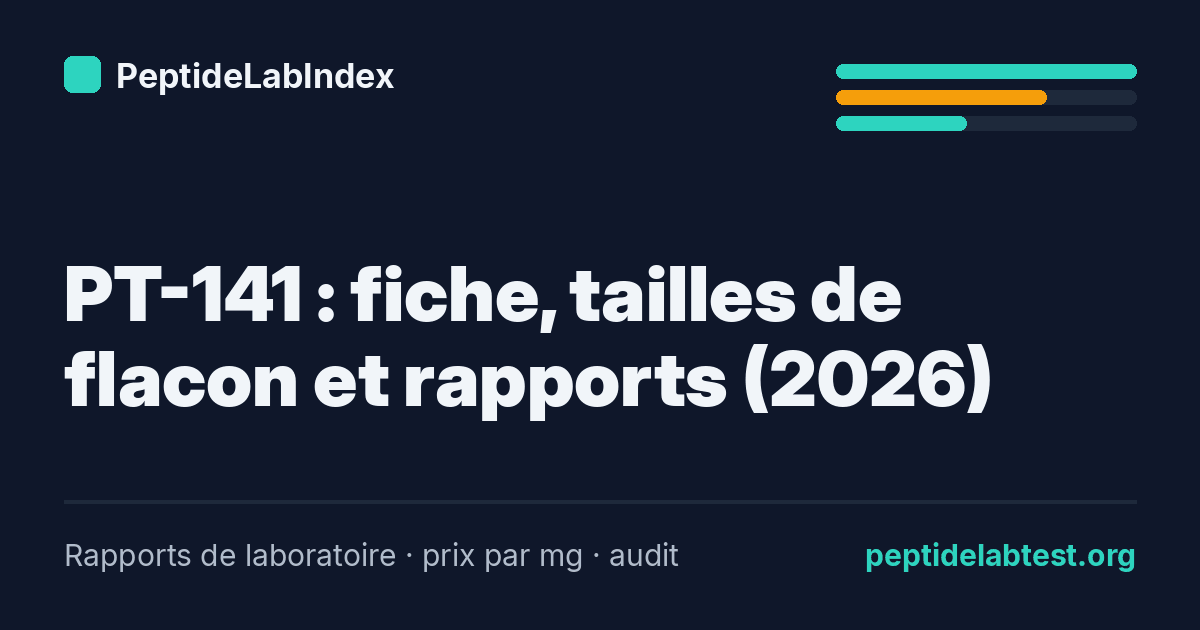 PeptideLabIndex
PT-141 : fiche, tailles de
flacon et rapports (2026)
Rapports de laboratoire · prix par mg · audit
peptidelabtest.org